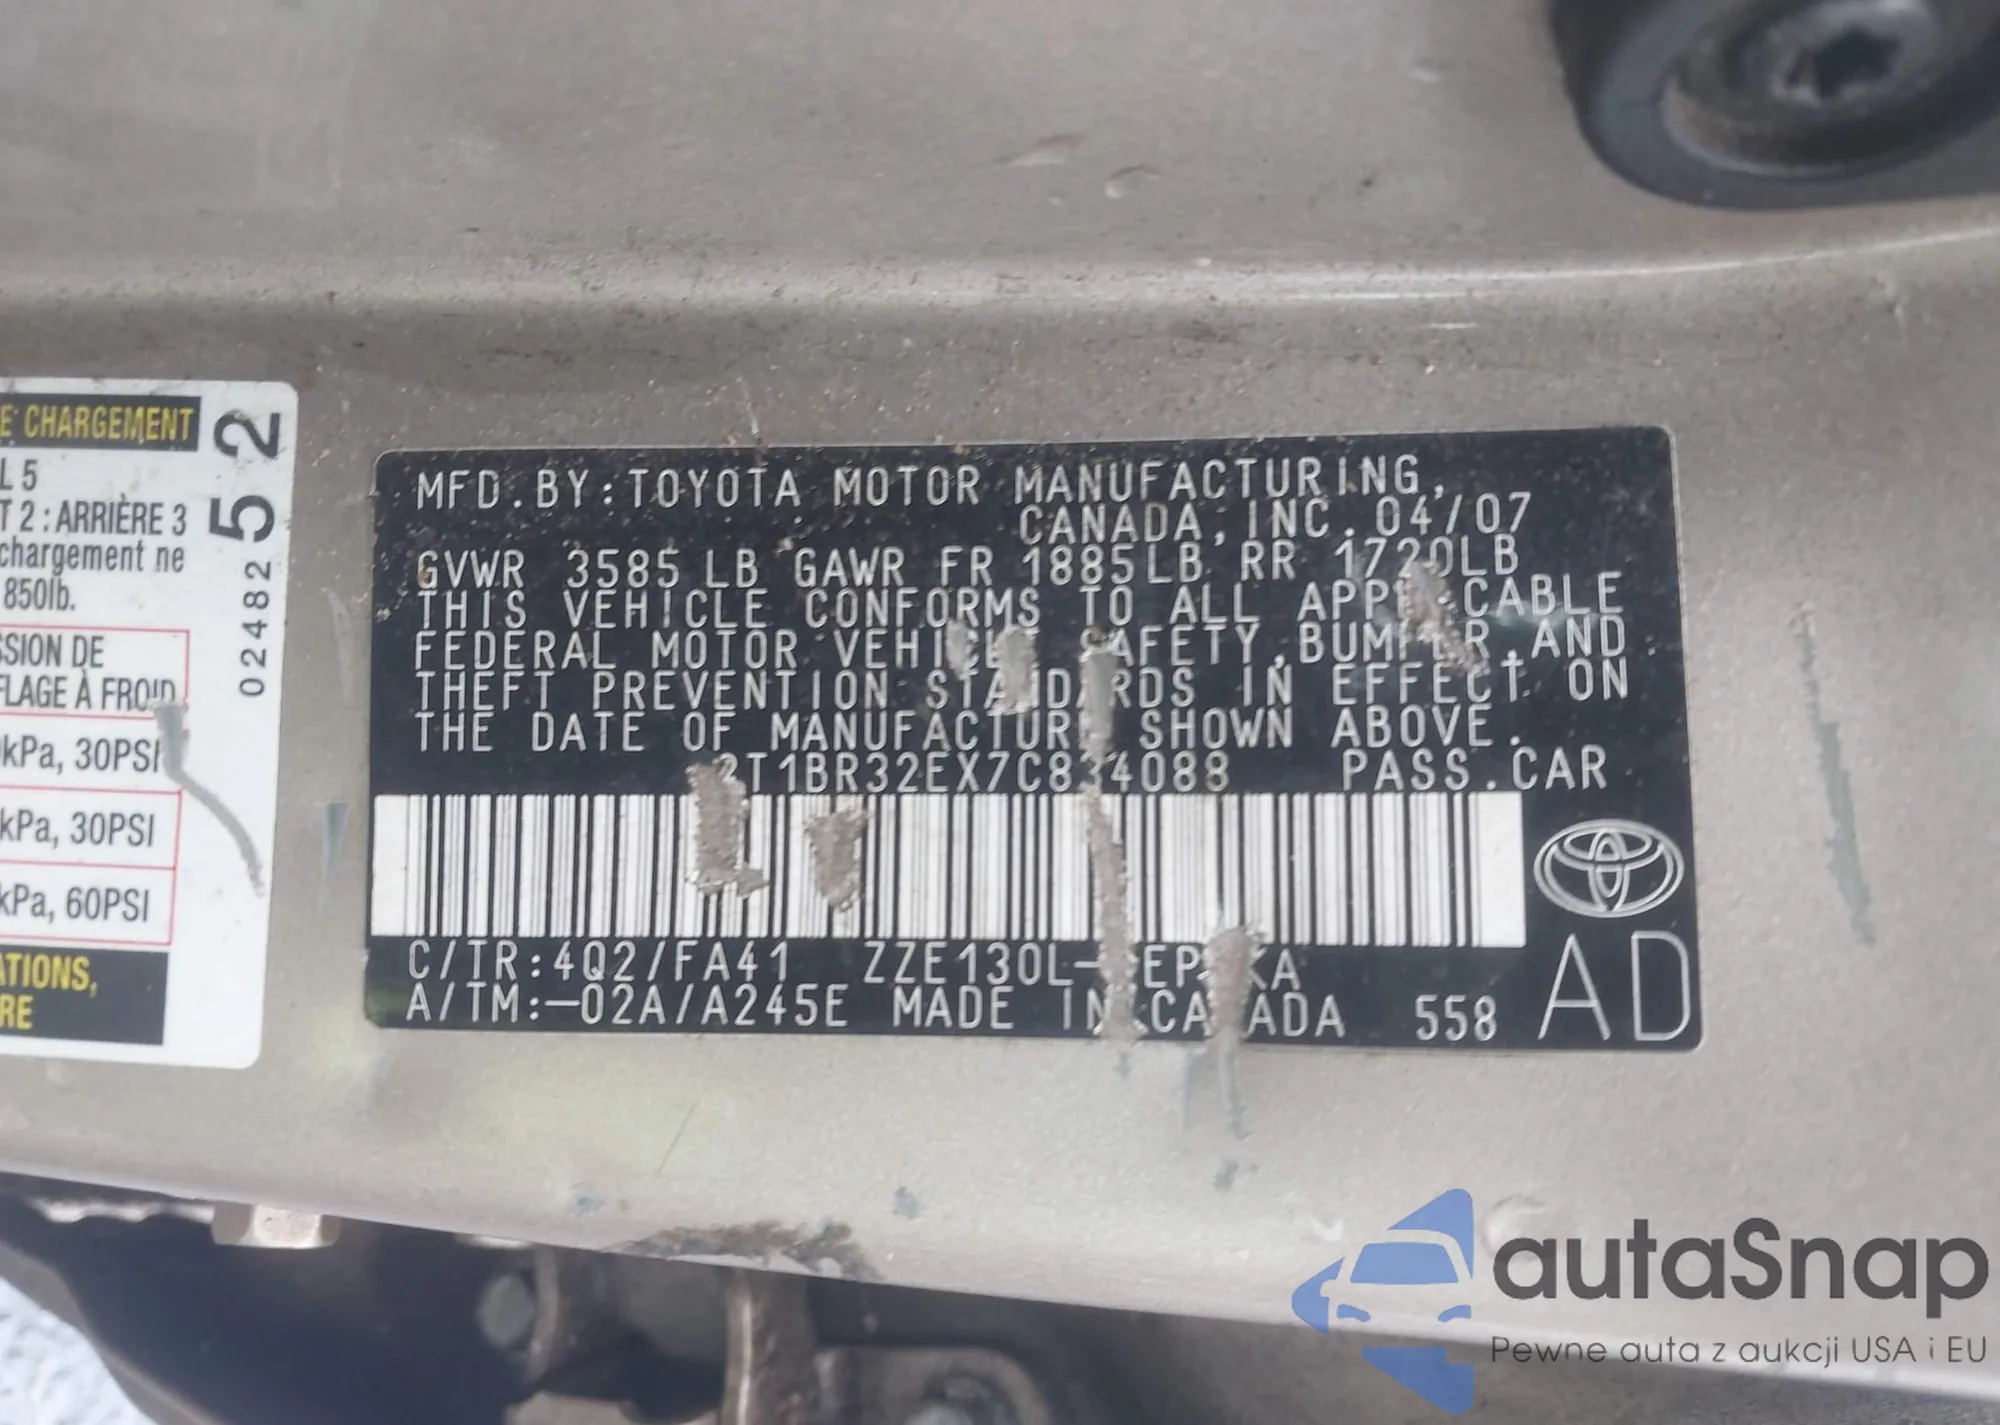 E CHARGEMENT
L 5
T 2 : ARRIÈRE 3
chargement ne
850lb.
SSION DE
FLAGE À FROID
kPa, 30PSI
kPa, 30PSI
kPa, 60PSI
ATIONS,
RE
02482 52
MFD.BY:TOYOTA MOTOR MANUFACTURING,
CANADA,INC. 04/07
GVWR 3585 LB GAWR FR 1885LB RR 1720LB
THIS VEHICLE CONFORMS TO ALL
FEDERAL MOTOR VEHICLE SAFETY,BUMPER,AND
THEFT PREVENTION STANDARDS IN EFFECT ON
THE DATE OF MANUFACTURE SHOWN ABOVE.
PASS.CAR
C/TR:4Q2/FA41
A/TM:-02A/A245E MADE IN CANADA 558
AD
autaSnap
Pewne auta z aukcji USA i EU